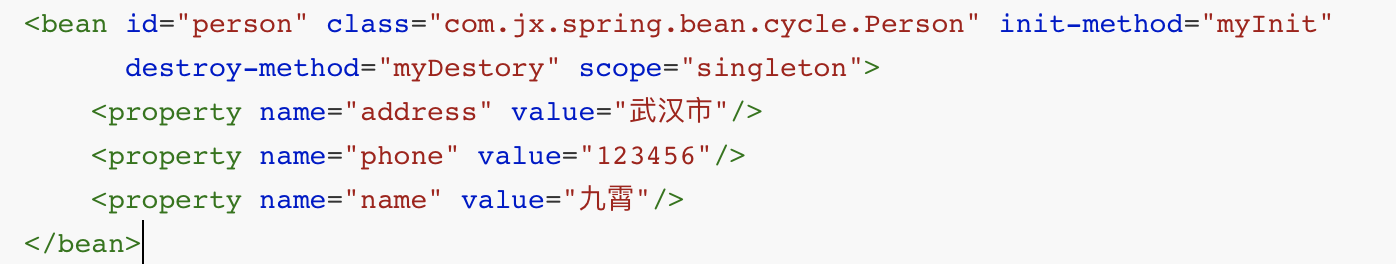 <bean id="person" class="com.jx.spring.bean.cycle.Person" init-method="myInit"
destroy-method="myDestory" scope="singleton">
<property name="address" value="武汉市"/>
<property name="phone" value="123456"/>
<property name="name" value="九霄"/>
</bean>